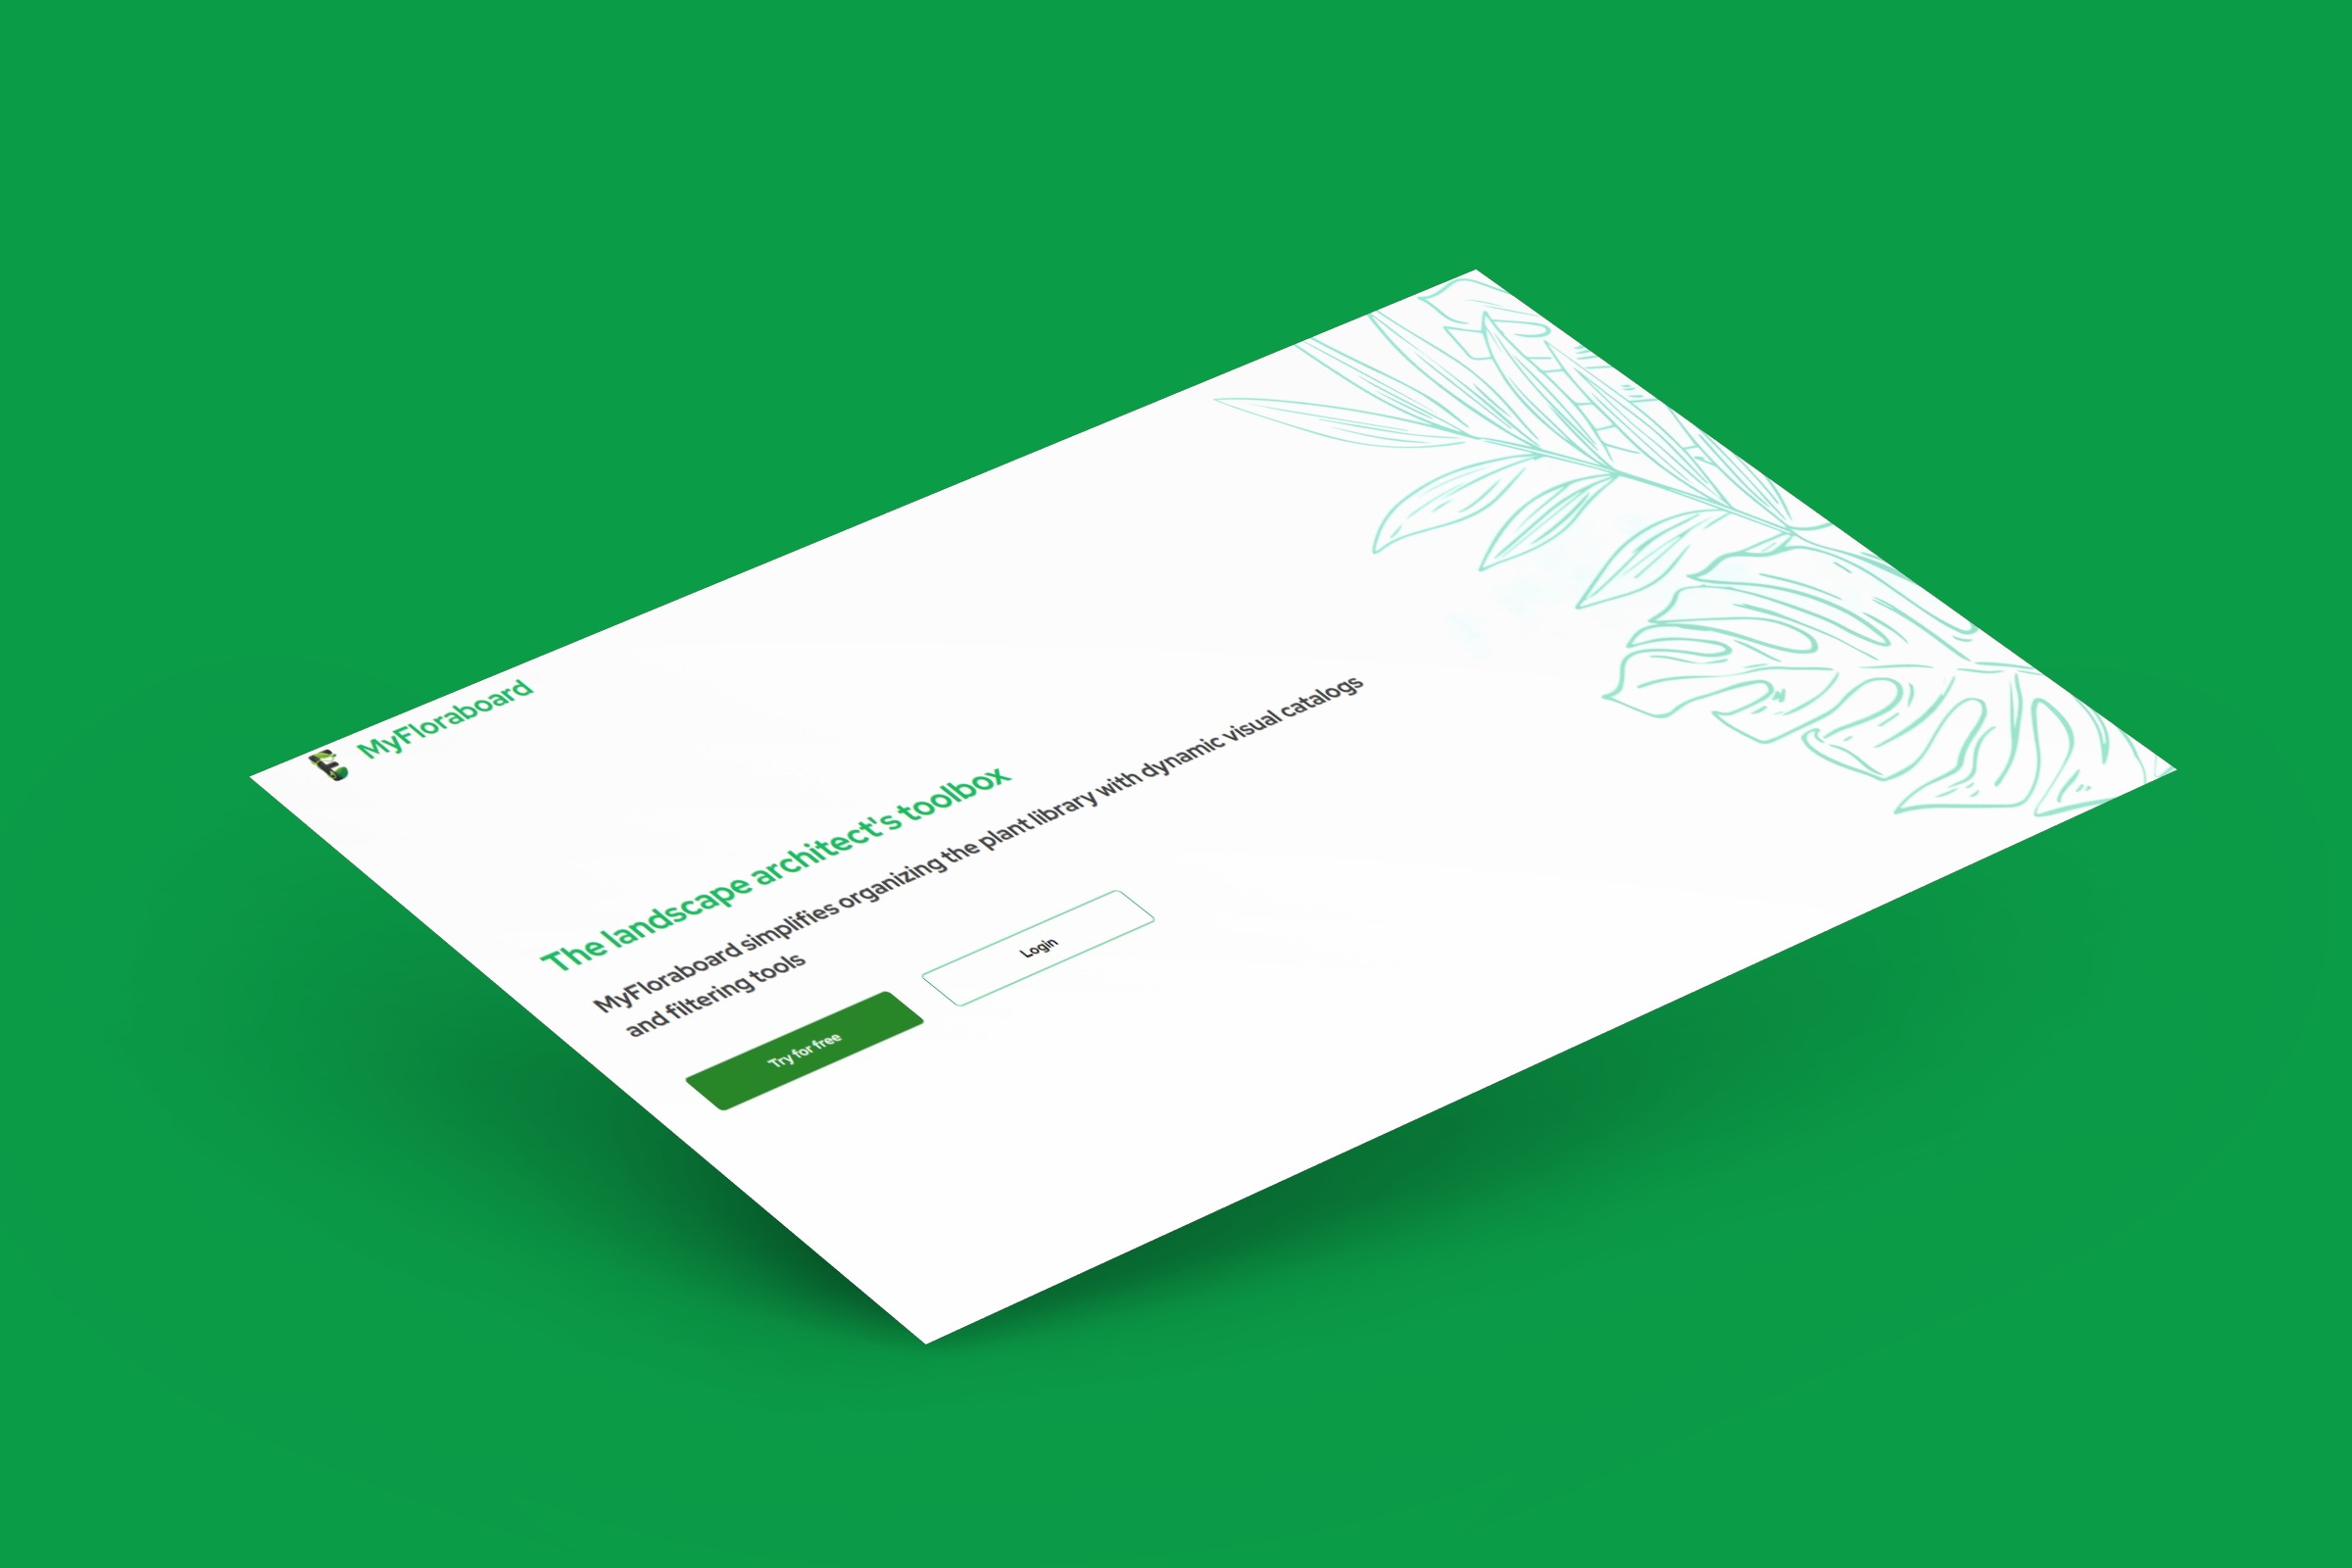 MyFloraboard
The landscape architect's toolbox
MyFloraboard simplifies organizing the plant library with dynamic visual catalogs
and filtering tools
Try for free
Login